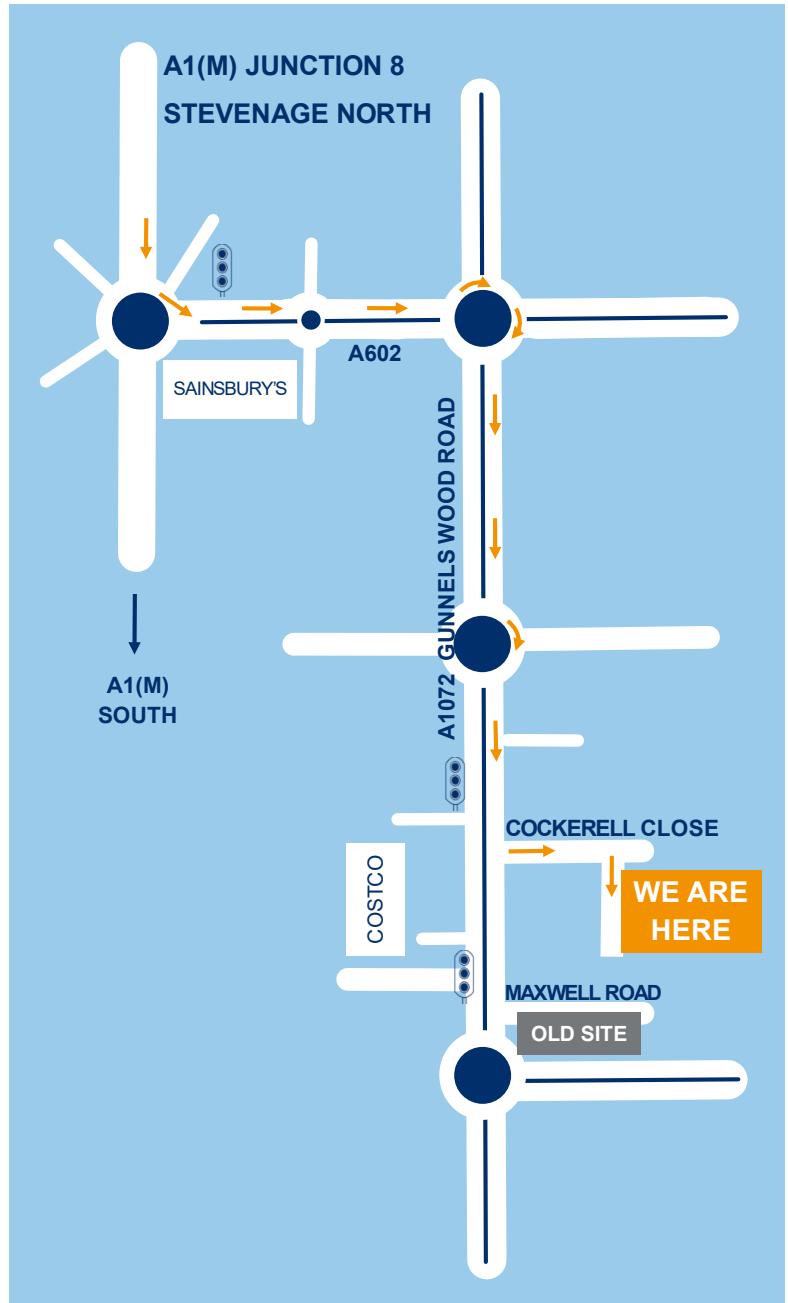 A1(M) JUNCTION 8
STEVENAGE NORTH
A602
SAINSBURY'S
A1072 GUNNELS WOOD ROAD
A1(M)
SOUTH
COCKERELL CLOSE
COSTCO
WE ARE
HERE
MAXWELL ROAD
OLD SITE